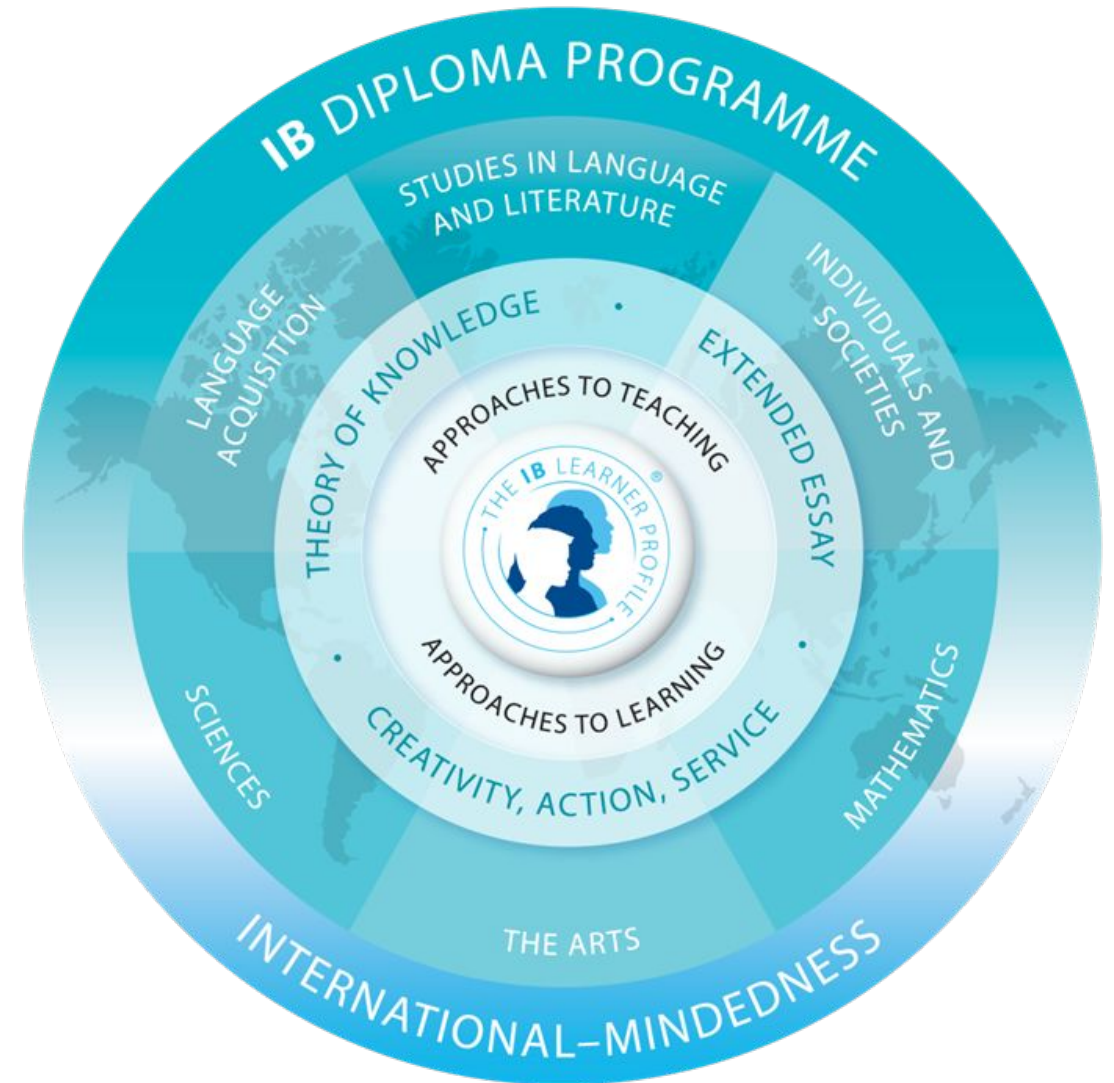 IB DIPLOMA PROGRAMME
STUDIES IN LANGUAGE
AND LITERATURE
LANGUAGE
ACQUISITION
INDIVIDUALS AND
SOCIETIES
THEORY OF KNOWLEDGE
·
EXTENDED ESSAY
·
APPROACHES TO TEACHING
· THE IB LEARNER PROFILE ·
®
APPROACHES TO LEARNING
·
CREATIVITY, ACTION, SERVICE
SCIENCES
MATHEMATICS
THE ARTS
INTERNATIONAL–MINDEDNESS